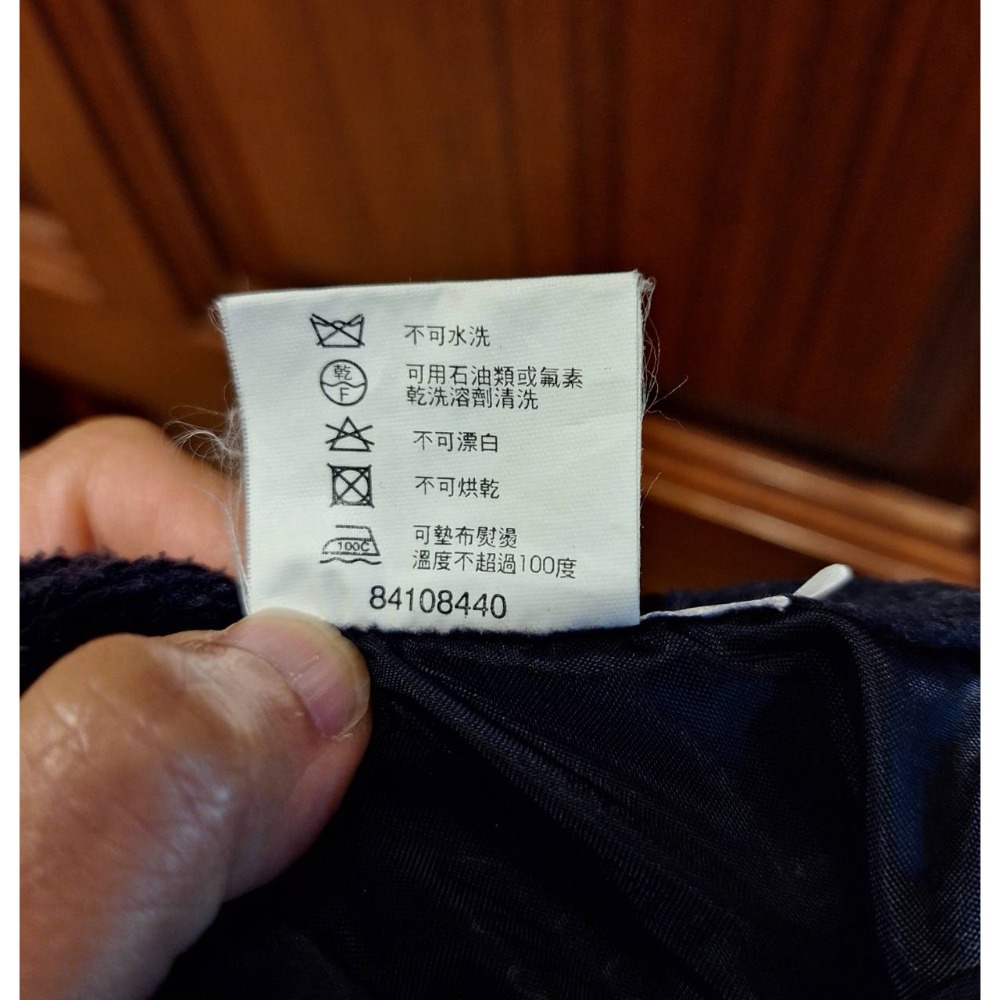 不可水洗
乾
F
可用石油類或氟素
乾洗溶劑清洗
不可漂白
不可烘乾
100C
可墊布熨燙
溫度不超過100度
84108440